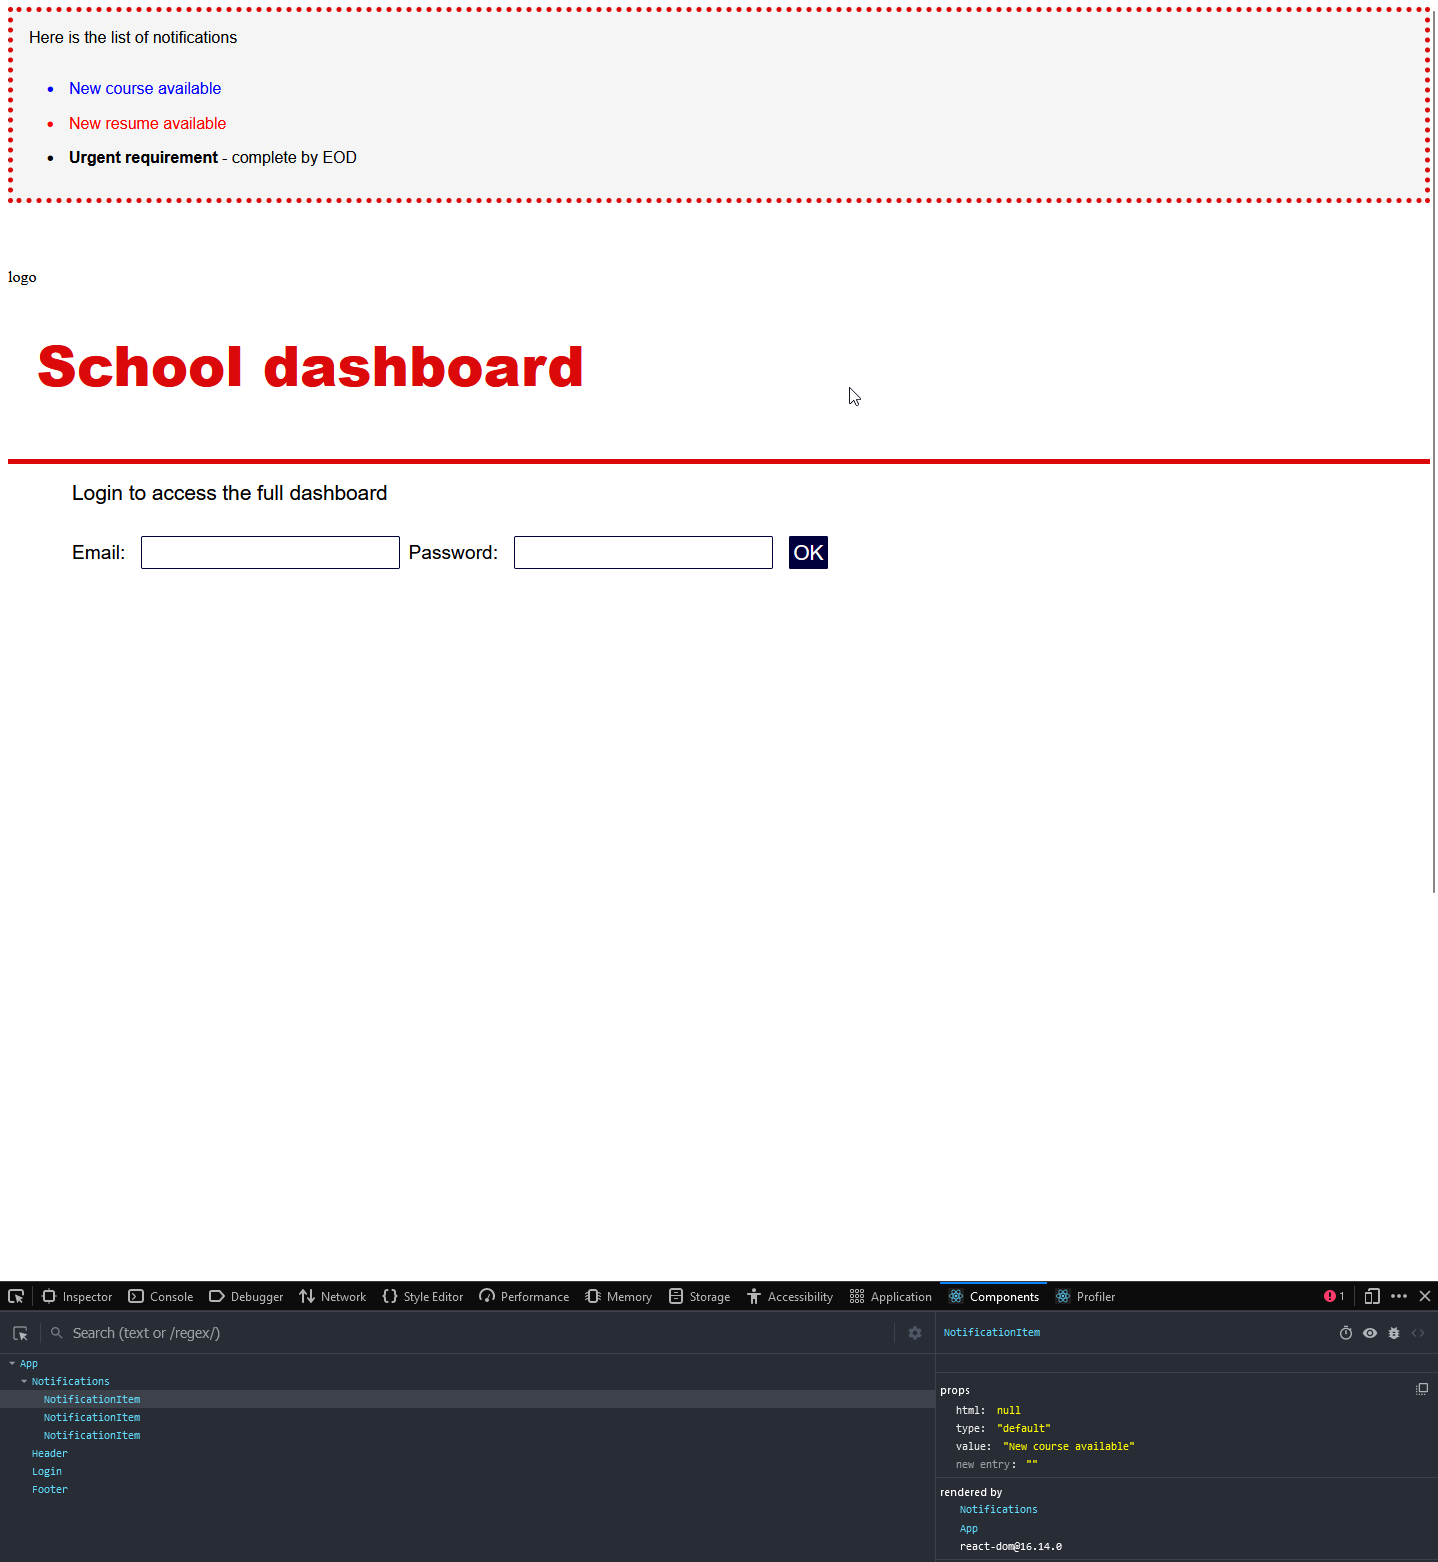 Here is the list of notifications
New course available
New resume available
Urgent requirement - complete by EOD
logo
School dashboard
Login to access the full dashboard
Email: Password: OK
Inspector Console Debugger Network Style Editor Performance Memory Storage Accessibility Application Components Profiler 1
Search (text or /regex/)
App
Notifications
NotificationItem
NotificationItem
NotificationItem
Header
Login
Footer
NotificationItem
props
html: null
type: "default"
value: "New course available"
new entry: ""
rendered by
Notifications
App
react-dom@16.14.0